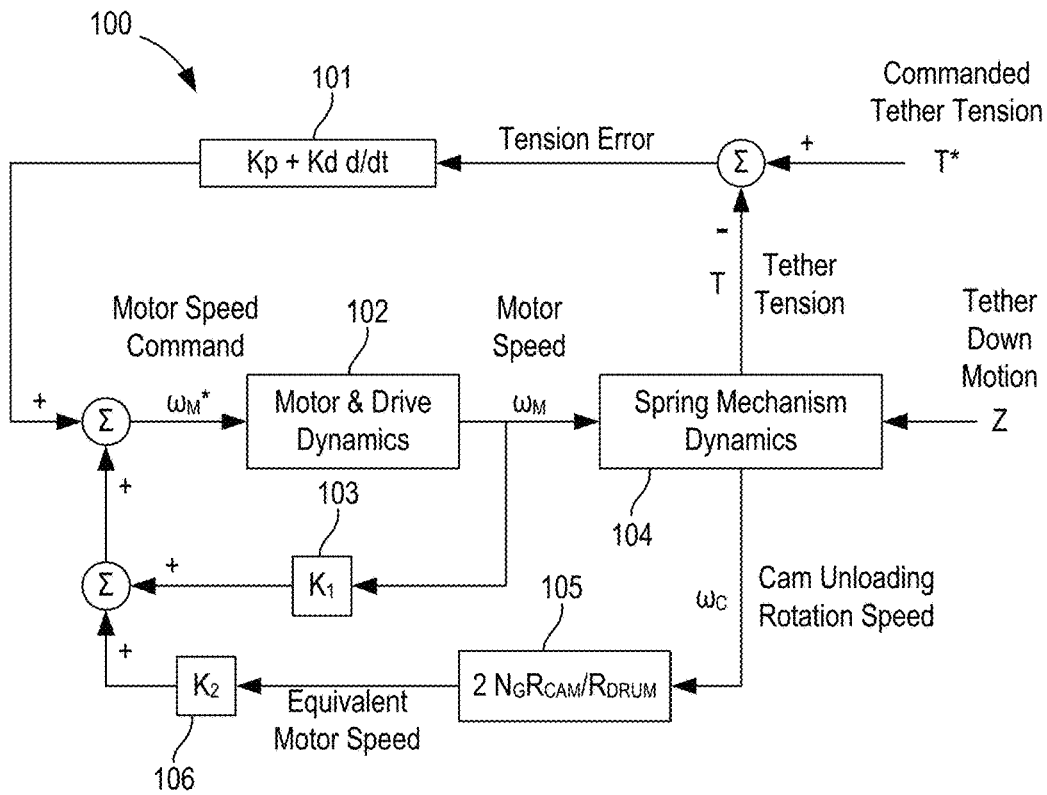 100
101
Commanded
Tether Tension
Kp + Kd d/dt
Tension Error
Σ
+
T*
-
T
Tether
Tension
Motor Speed
Command
102
Motor
Speed
Tether
Down
Motion
+
Σ
ωM*
Motor & Drive
Dynamics
ωM
Spring Mechanism
Dynamics
Z
+
103
104
Σ
+
K1
105
ωC
Cam Unloading
Rotation Speed
+
K2
Equivalent
Motor Speed
2 NGRCAM/RDRUM
106